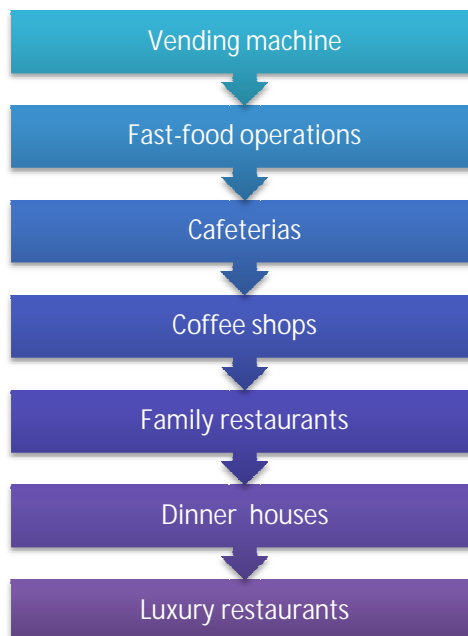 Vending machine
Fast-food operations
Cafeterias
Coffee shops
Family restaurants
Dinner houses
Luxury restaurants